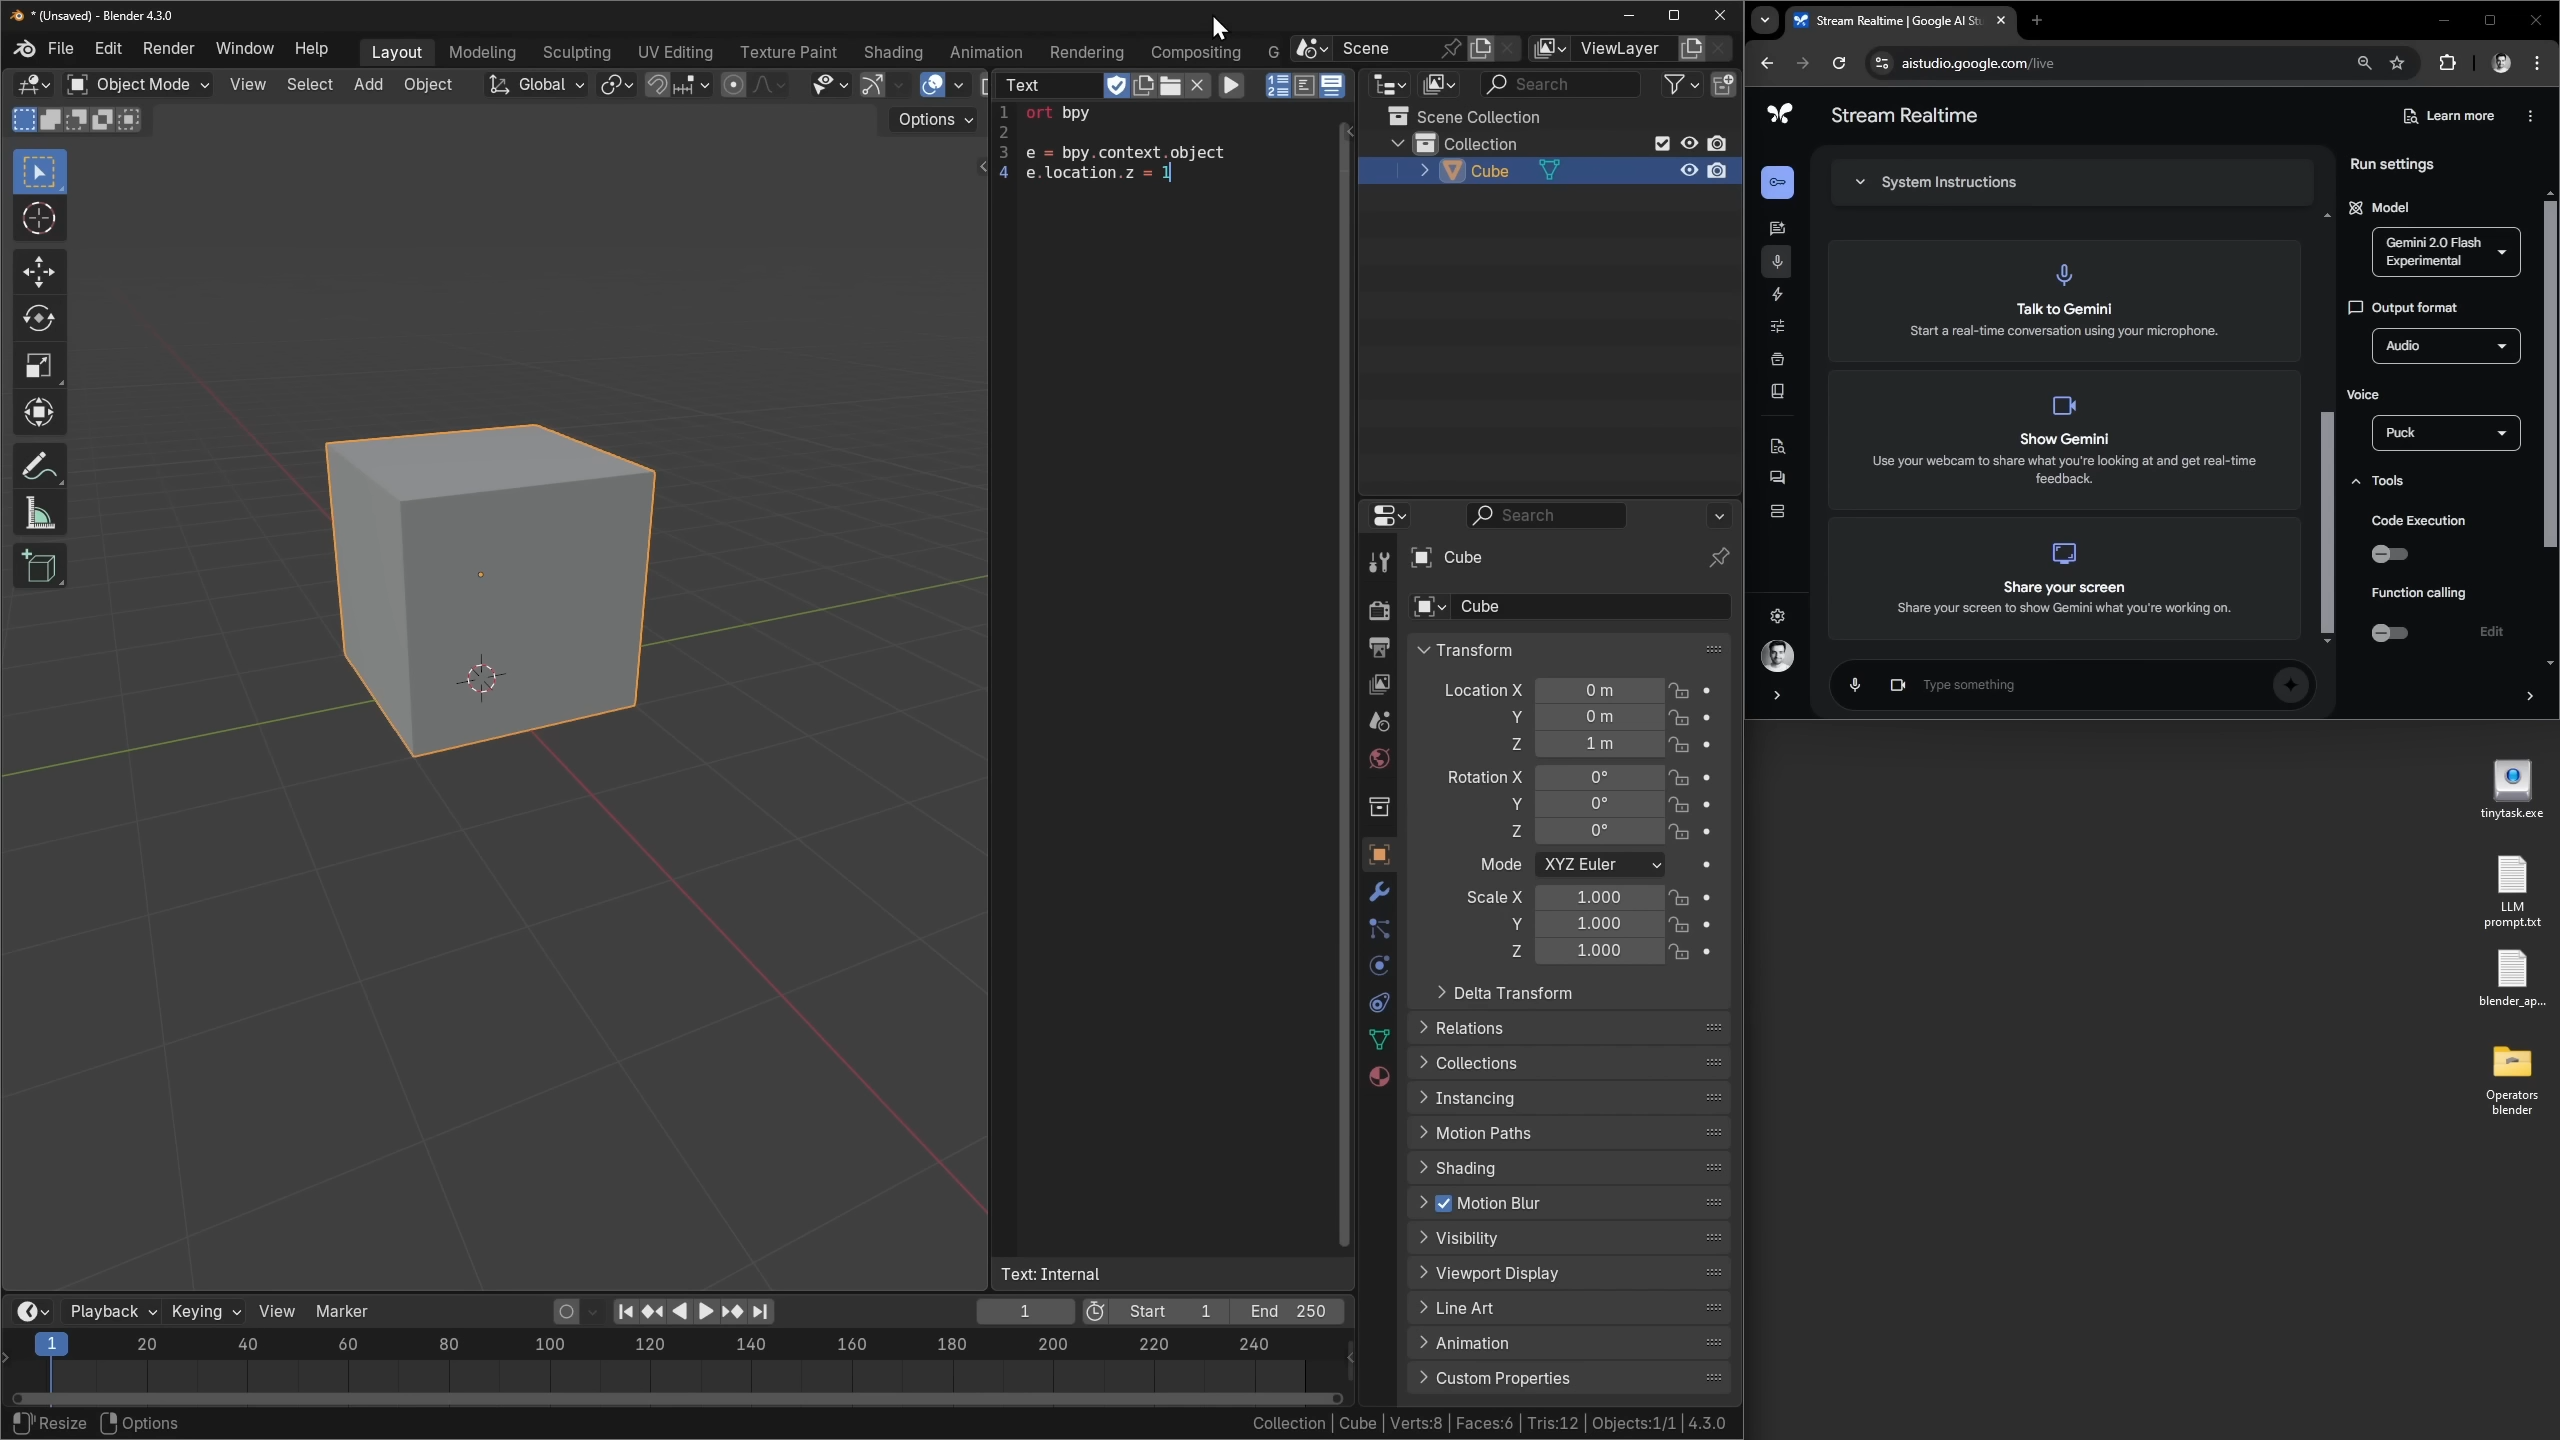 * (Unsaved) - Blender 4.3.0
File Edit Render Window Help
Layout Modeling Sculpting UV Editing Texture Paint Shading Animation Rendering Compositing G
Scene
ViewLayer
Object Mode View Select Add Object Global
Options
Text
1 ort bpy
2
3 e = bpy.context.object
4 e.location.z = 1
Text: Internal
Search
Scene Collection
Collection
Cube
Search
Cube
Cube
Transform
Location X 0 m
Y 0 m
Z 1 m
Rotation X 0°
Y 0°
Z 0°
Mode XYZ Euler
Scale X 1.000
Y 1.000
Z 1.000
Delta Transform
Relations
Collections
Instancing
Motion Paths
Shading
Motion Blur
Visibility
Viewport Display
Line Art
Animation
Custom Properties
Playback Keying View Marker
1 Start 1 End 250
1 20 40 60 80 100 120 140 160 180 200 220 240
Resize Options
Collection | Cube | Verts:8 | Faces:6 | Tris:12 | Objects:1/1 | 4.3.0
Stream Realtime | Google AI Stu
aistudio.google.com/live
Stream Realtime
Learn more
System Instructions
Talk to Gemini
Start a real-time conversation using your microphone.
Show Gemini
Use your webcam to share what you're looking at and get real-time
feedback.
Share your screen
Share your screen to show Gemini what you're working on.
Type something
Run settings
Model
Gemini 2.0 Flash
Experimental
Output format
Audio
Voice
Puck
Tools
Code Execution
Function calling
Edit
tinytask.exe
LLM
prompt.txt
blender_ap...
Operators
blender